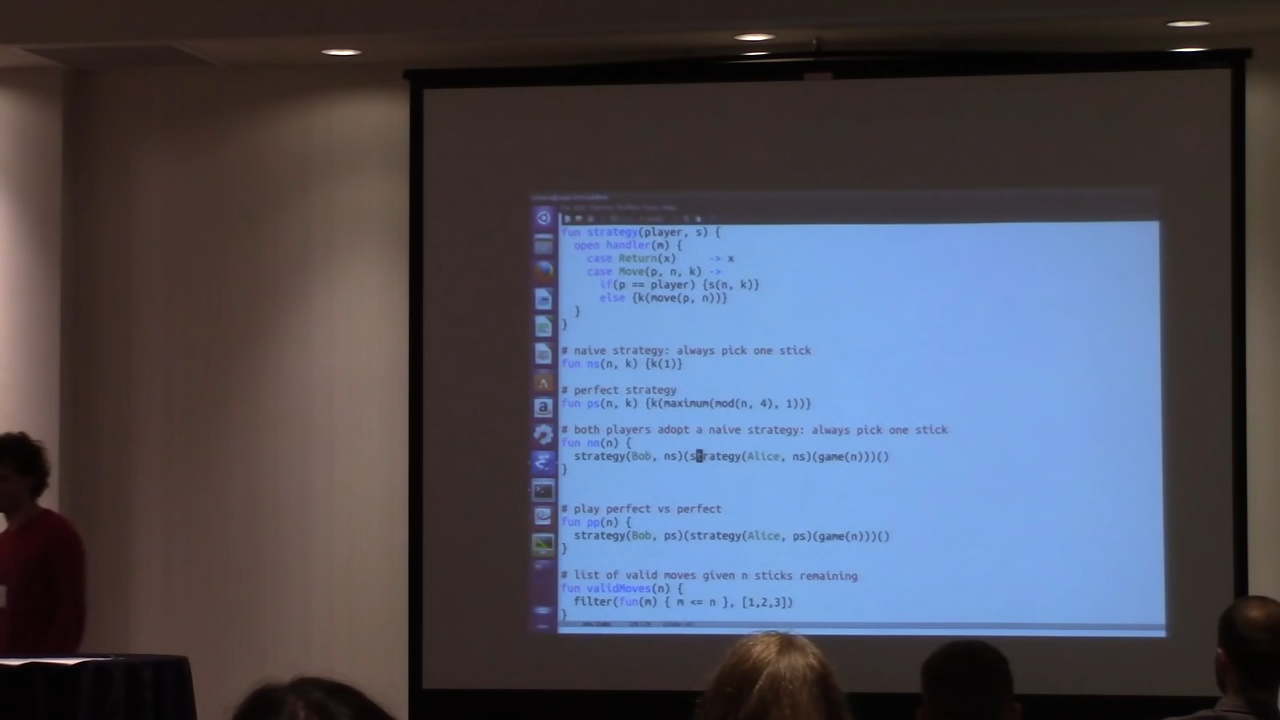 fun strategy(player, s) {
open handler(m) {
case Return(x) -> x
case Move(p, n, k) ->
if(p == player) {s(n, k)}
else {k(move(p, n))}
}
}
# naive strategy: always pick one stick
fun ns(n, k) {k(1)}
# perfect strategy
fun ps(n, k) {k(maximum(mod(n, 4), 1))}
# both players adopt a naive strategy: always pick one stick
fun nn(n) {
strategy(Bob, ns)(strategy(Alice, ns)(game(n)))()
}
# play perfect vs perfect
fun pp(n) {
strategy(Bob, ps)(strategy(Alice, ps)(game(n)))()
}
# list of valid moves given n sticks remaining
fun validMoves(n) {
filter(fun(m) { m <= n }, [1,2,3])
}